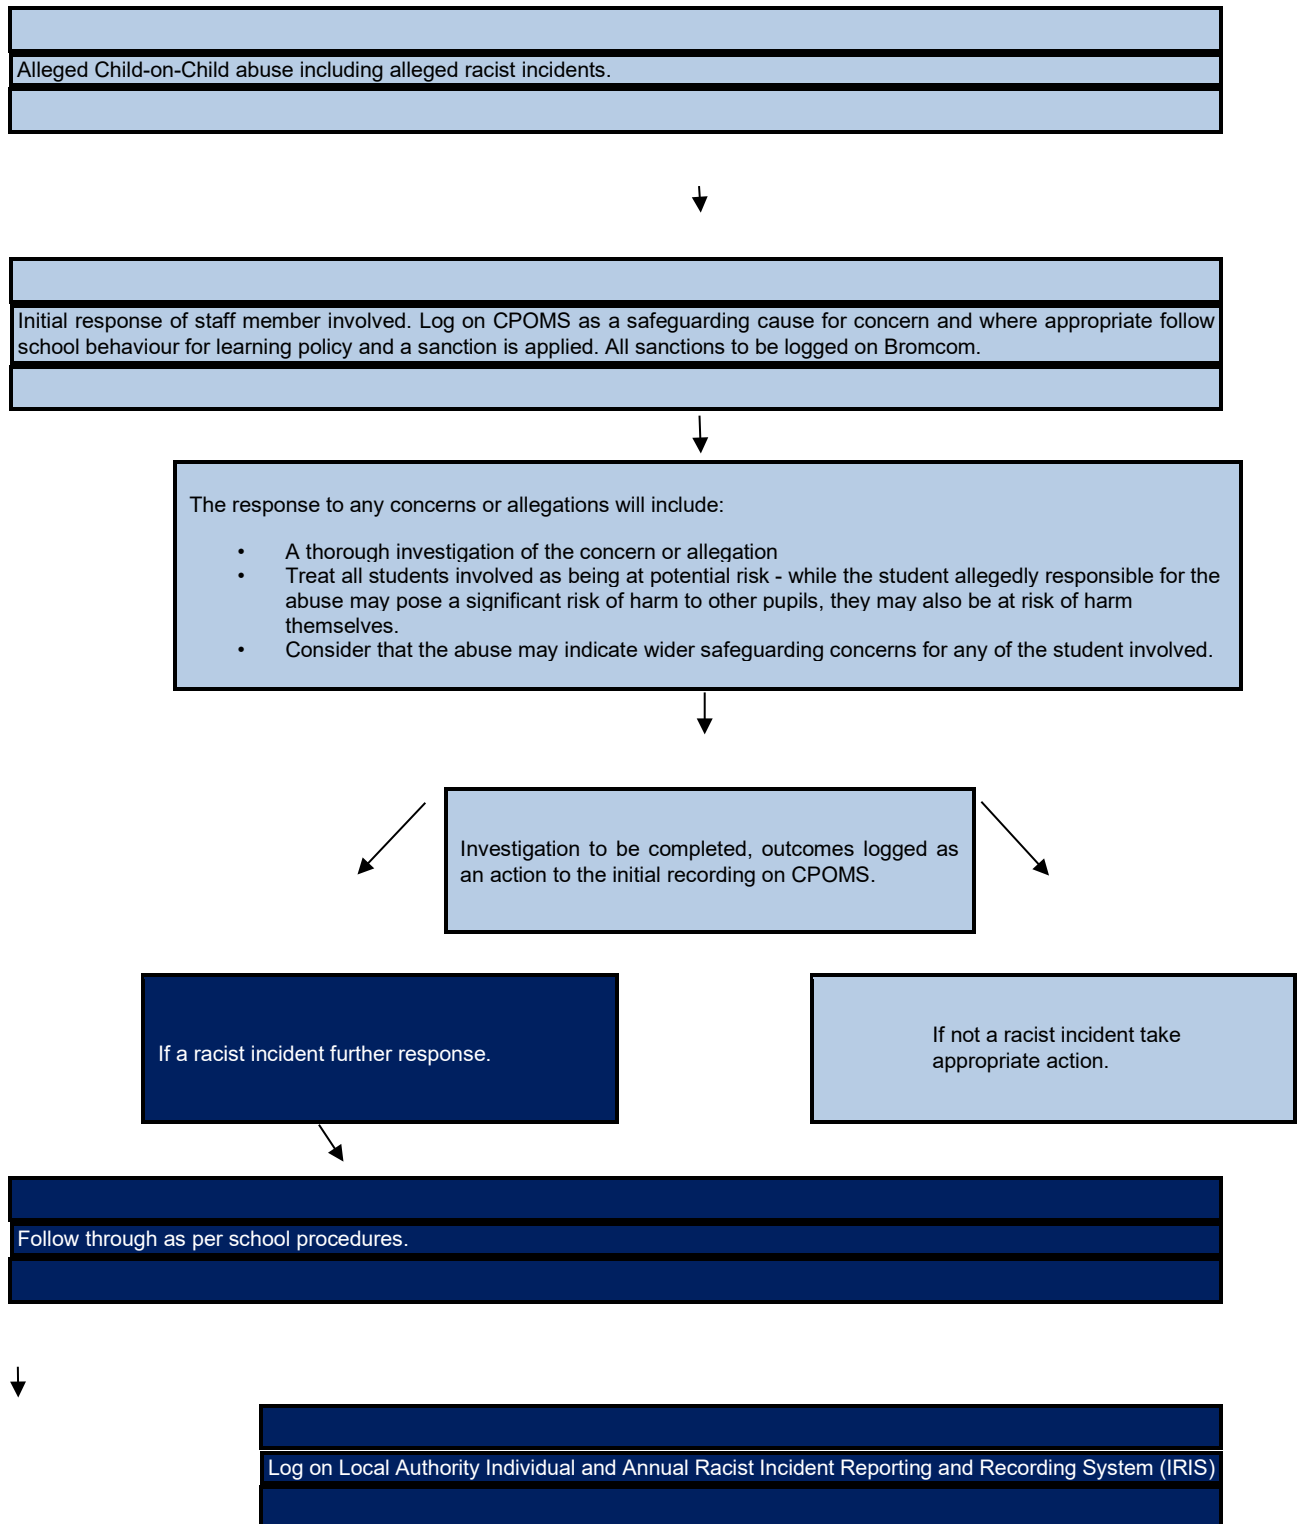 Alleged Child-on-Child abuse including alleged racist incidents.
Initial response of staff member involved. Log on CPOMS as a safeguarding cause for concern and where appropriate follow
school behaviour for learning policy and a sanction is applied. All sanctions to be logged on Bromcom.
The response to any concerns or allegations will include:
• A thorough investigation of the concern or allegation
• Treat all students involved as being at potential risk - while the student allegedly responsible for the
abuse may pose a significant risk of harm to other pupils, they may also be at risk of harm
themselves.
• Consider that the abuse may indicate wider safeguarding concerns for any of the student involved.
Investigation to be completed, outcomes logged as
an action to the initial recording on CPOMS.
If a racist incident further response.
If not a racist incident take
appropriate action.
Follow through as per school procedures.
Log on Local Authority Individual and Annual Racist Incident Reporting and Recording System (IRIS)